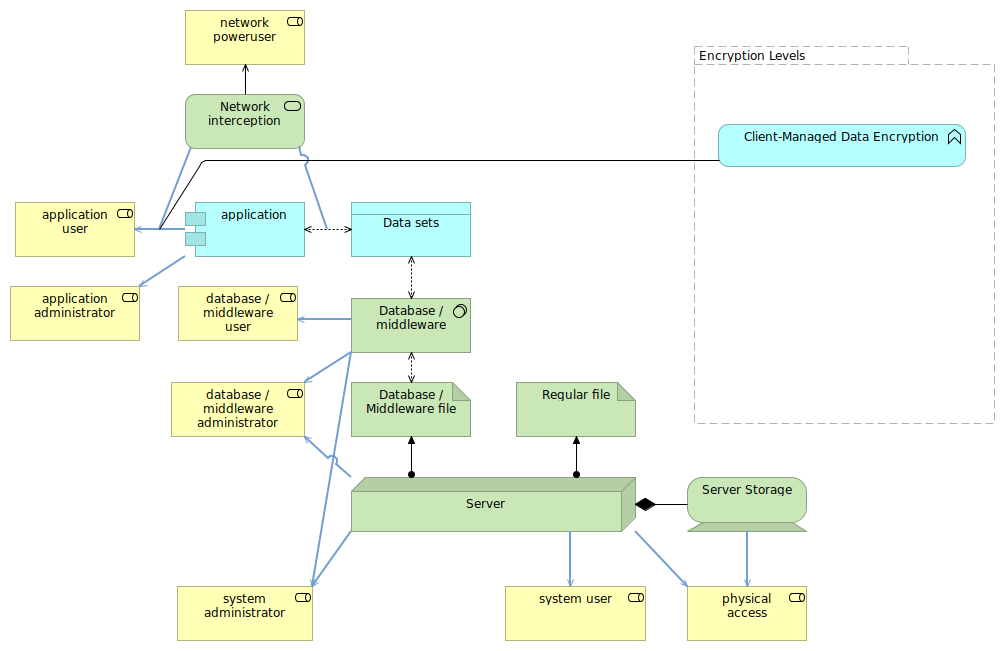 network
poweruser
Encryption Levels
Network
interception
Client-Managed Data Encryption
application
user
application
Data sets
application
administrator
database /
middleware
user
Database /
middleware
database /
middleware
administrator
Database /
Middleware file
Regular file
Server
Server Storage
system
administrator
system user
physical
access